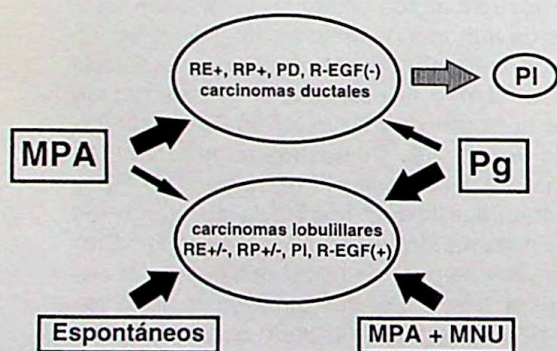 RE+, RP+, PD, R-EGF(-)
carcinomas ductales
PI
MPA
Pg
carcinomas lobulillares
RE+/-, RP+/-, PI, R-EGF(+)
Espontáneos
MPA + MNU